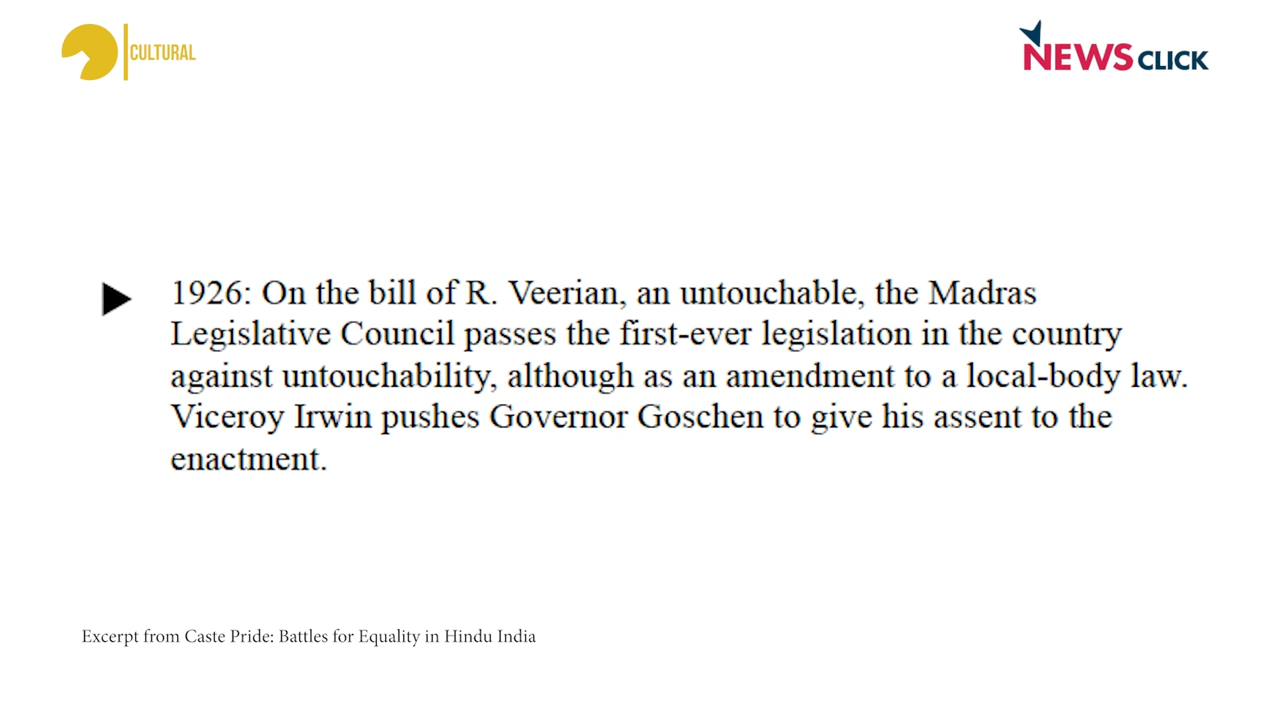 CULTURAL
NEWSCLICK
1926: On the bill of R. Veerian, an untouchable, the Madras
Legislative Council passes the first-ever legislation in the country
against untouchability, although as an amendment to a local-body law.
Viceroy Irwin pushes Governor Goschen to give his assent to the
enactment.
Excerpt from Caste Pride: Battles for Equality in Hindu India